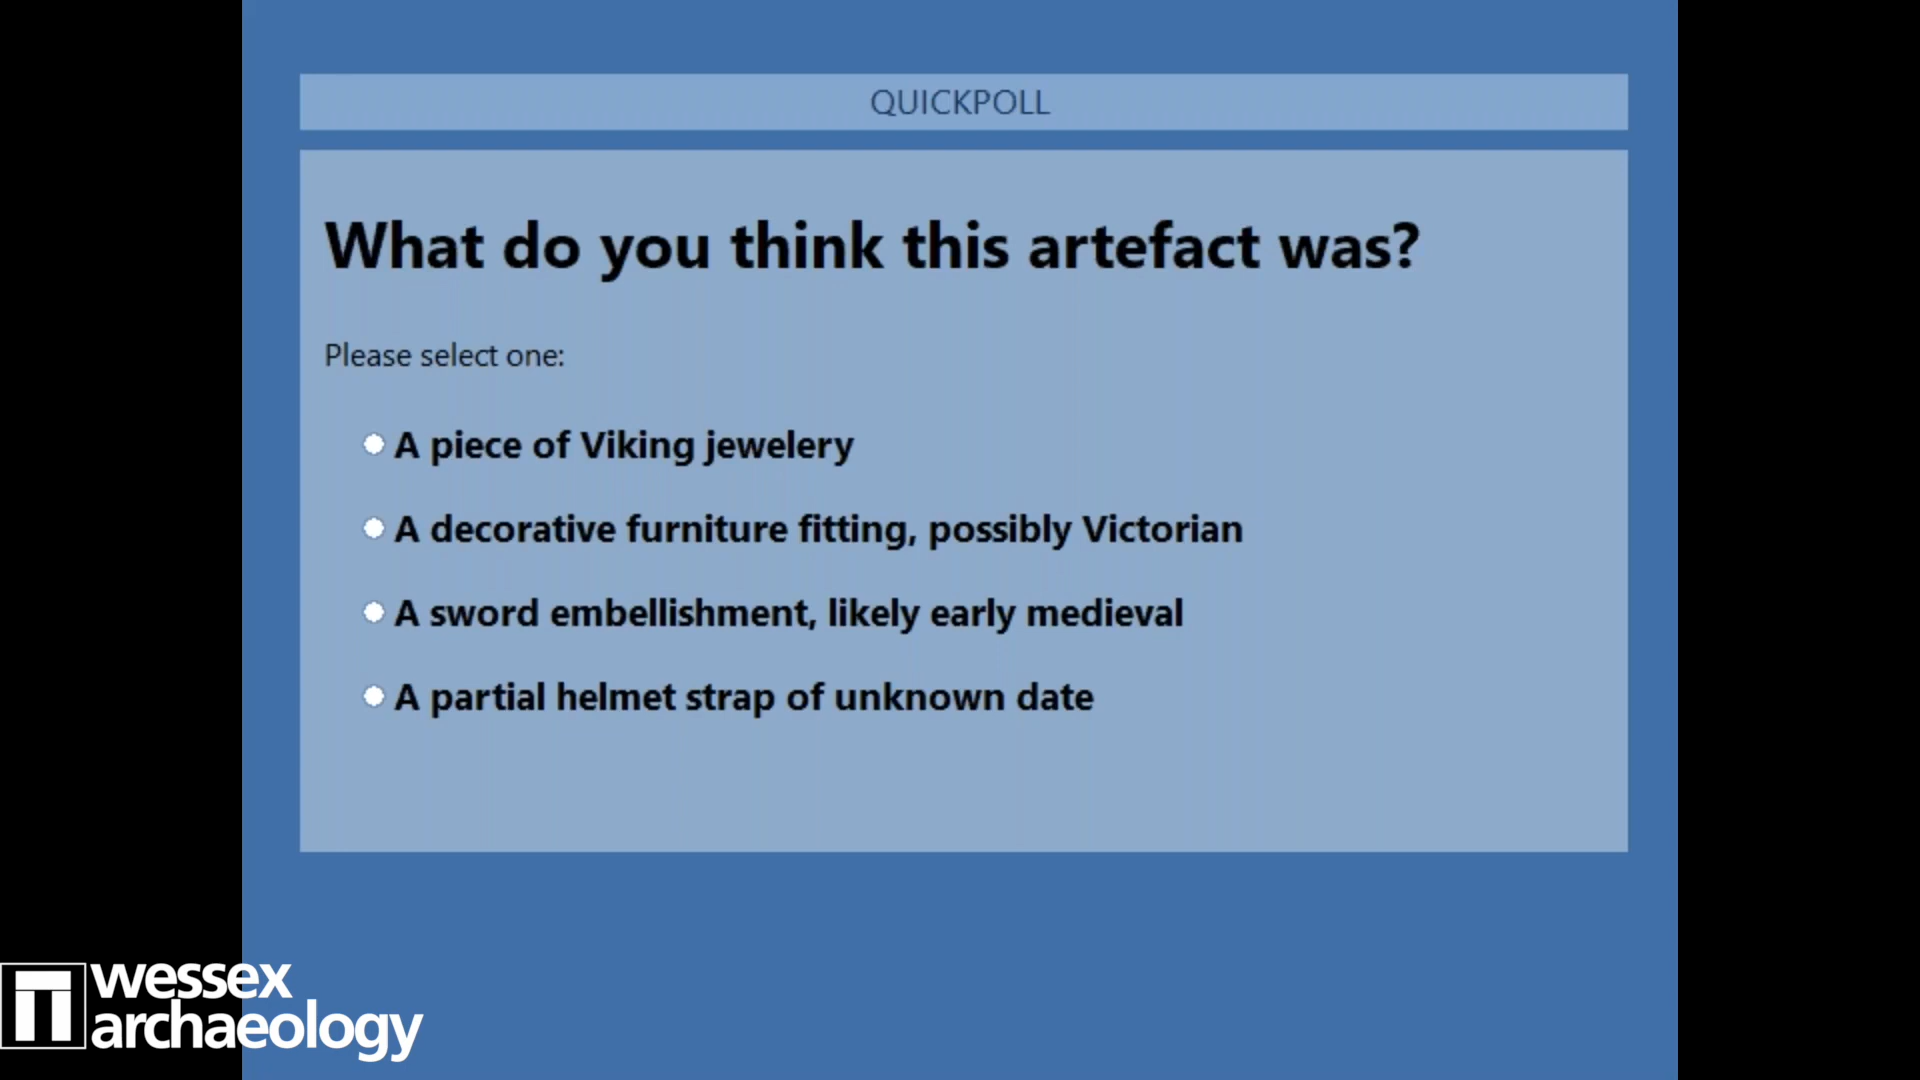 QUICKPOLL
What do you think this artefact was?
Please select one:
A piece of Viking jewelery
A decorative furniture fitting, possibly Victorian
A sword embellishment, likely early medieval
A partial helmet strap of unknown date
wessex
archaeology